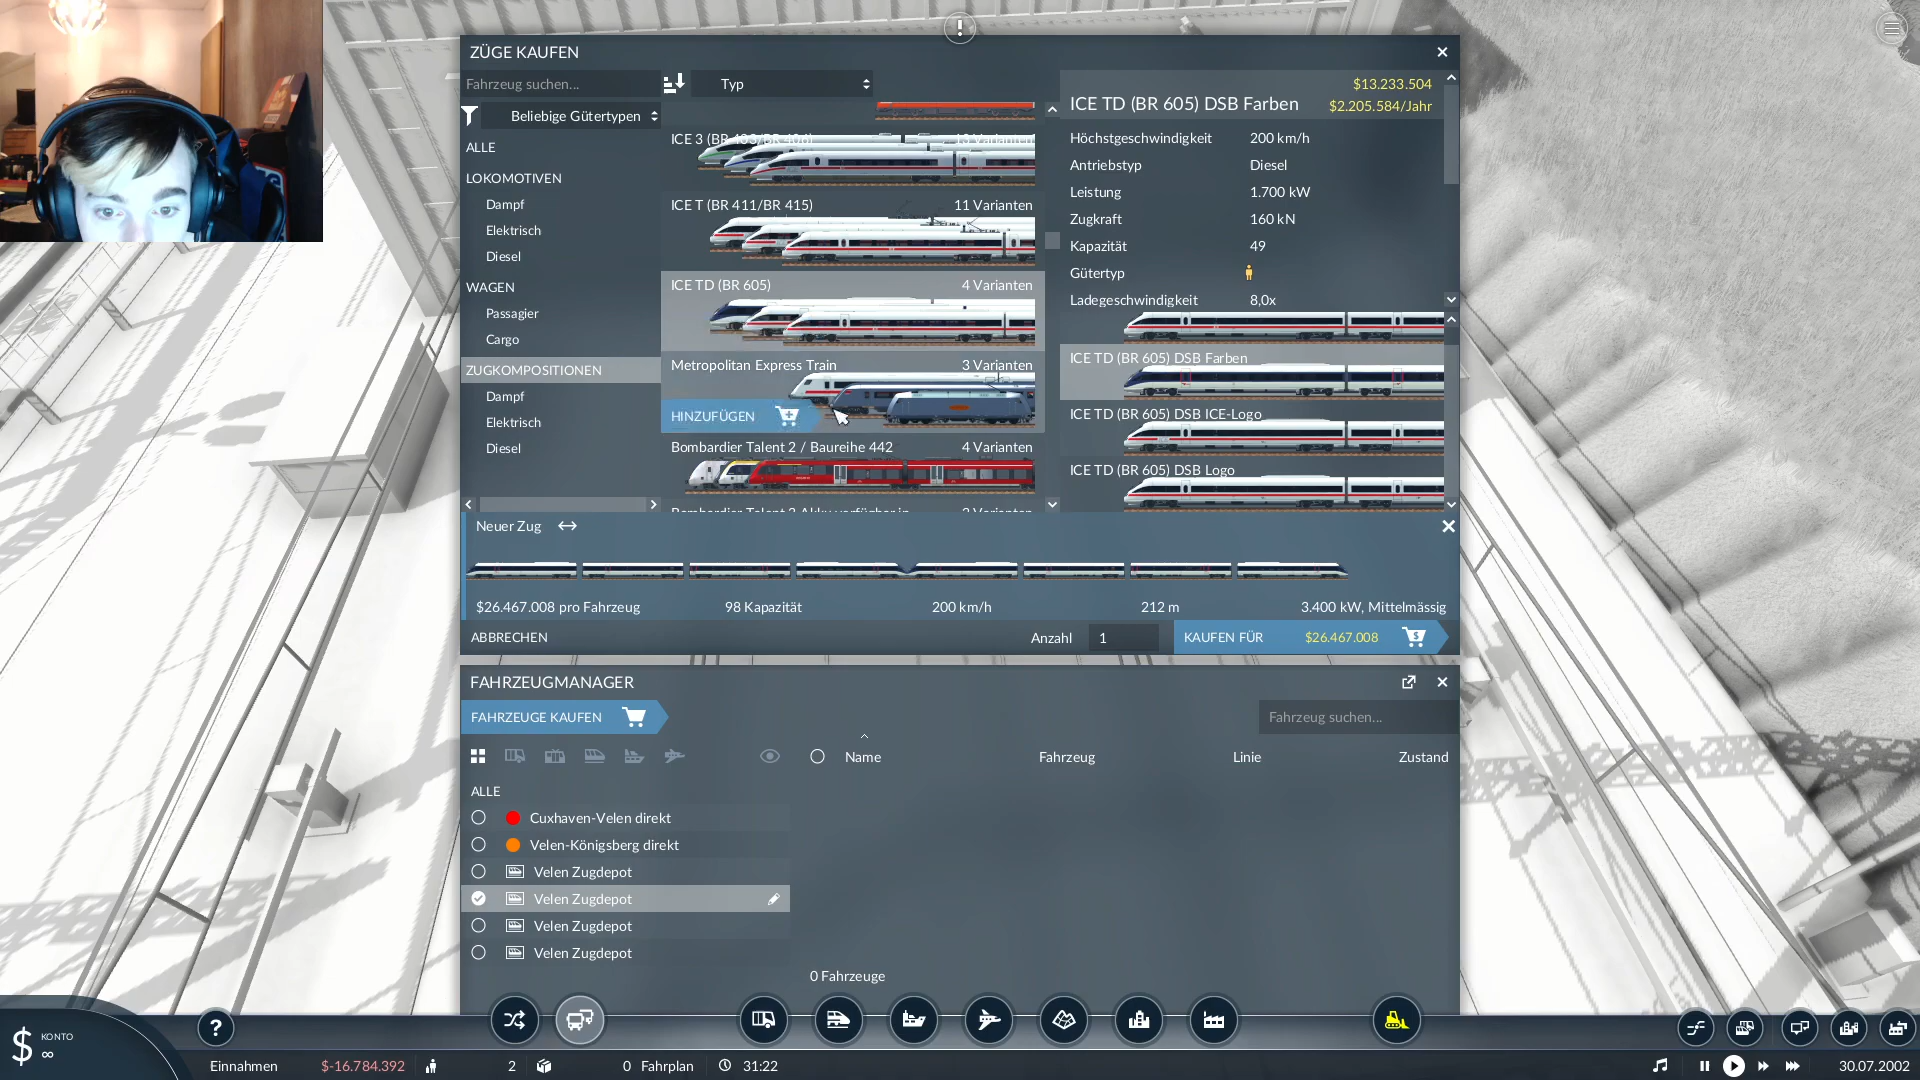 ZÜGE KAUFEN
Fahrzeug suchen...
Typ
Beliebige Gütertypen
ALLE
LOKOMOTIVEN
Dampf
Elektrisch
Diesel
WAGEN
Passagier
Cargo
ZUGKOMPOSITIONEN
Dampf
Elektrisch
Diesel
ICE 3 (BR 403/BR 406)
13 Varianten
ICE T (BR 411/BR 415)
11 Varianten
ICE TD (BR 605)
4 Varianten
Metropolitan Express Train
3 Varianten
HINZUFÜGEN
Bombardier Talent 2 / Baureihe 442
4 Varianten
ICE TD (BR 605) DSB Farben
$13.233.504
$2.205.584/Jahr
Höchstgeschwindigkeit 200 km/h
Antriebstyp Diesel
Leistung 1.700 kW
Zugkraft 160 kN
Kapazität 49
Gütertyp
Ladegeschwindigkeit 8,0x
ICE TD (BR 605) DSB Farben
ICE TD (BR 605) DSB ICE-Logo
ICE TD (BR 605) DSB Logo
Neuer Zug
$26.467.008 pro Fahrzeug
98 Kapazität
200 km/h
212 m
3.400 kW, Mittelmässig
ABBRECHEN
Anzahl 1
KAUFEN FÜR $26.467.008
FAHRZEUGMANAGER
FAHRZEUGE KAUFEN
Fahrzeug suchen...
Name Fahrzeug Linie Zustand
ALLE
Cuxhaven-Velen direkt
Velen-Königsberg direkt
Velen Zugdepot
Velen Zugdepot
Velen Zugdepot
Velen Zugdepot
0 Fahrzeuge
$ KONTO
∞
?
Einnahmen $-16.784.392
2
0 Fahrplan
31:22
30.07.2002